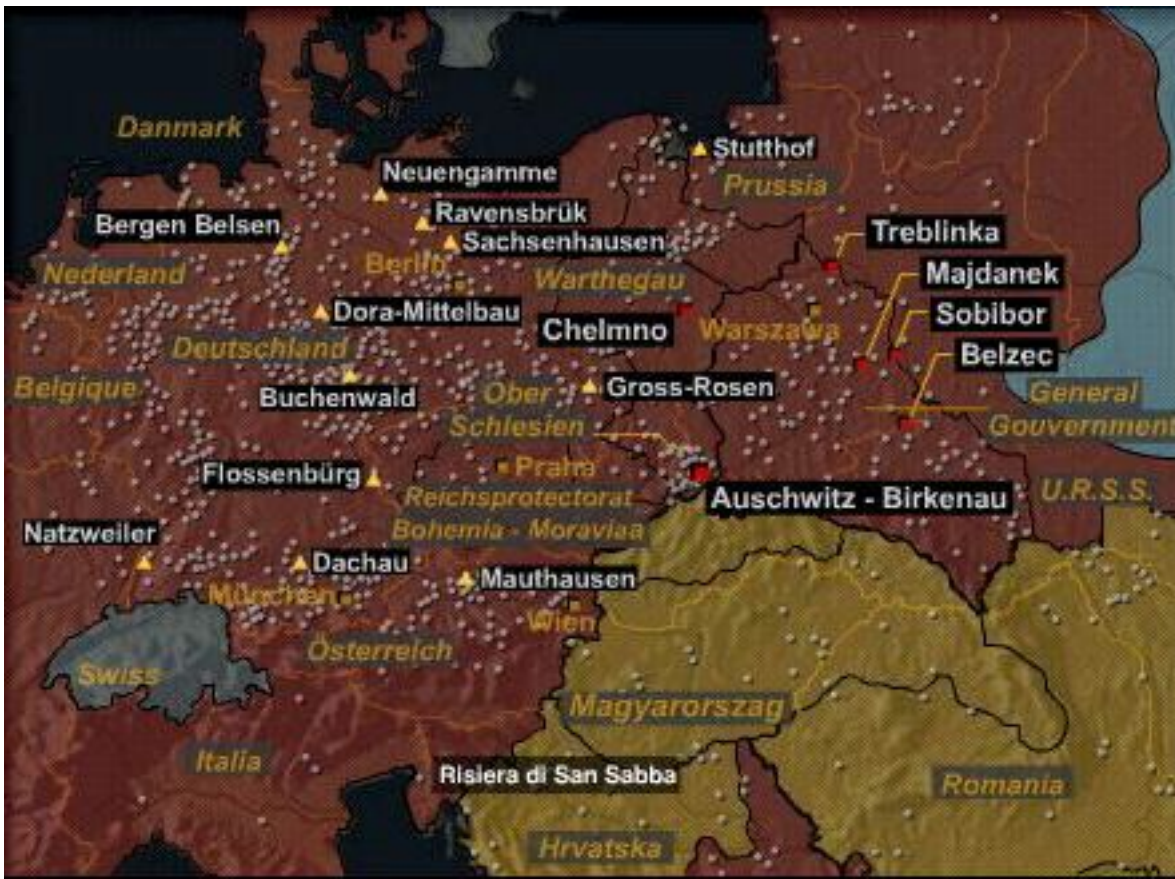 Danmark
Neuengamme
Stutthof
Prussia
Ravensbrük
Bergen Belsen
Sachsenhausen
Treblinka
Berlin
Nederland
Warthegau
Majdanek
Dora-Mittelbau
Chelmno
Warszawa
Sobibor
Deutschland
Belzec
Belgique
Buchenwald
Ober
Schlesien
Gross-Rosen
General
Gouvernment
Flossenbürg
Praha
Reichsprotectorat
Bohemia - Moraviaa
Auschwitz - Birkenau
U.R.S.S.
Natzweiler
Dachau
Mauthausen
München
Wien
Österreich
Swiss
Magyarorszag
Italia
Risiera di San Sabba
Romania
Hrvatska